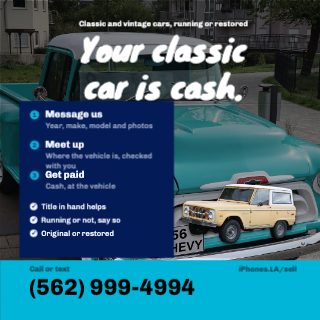 Classic and vintage cars, running or restored
Your classic
car is cash.
1 Message us
Year, make, model and photos
2 Meet up
Where the vehicle is, checked
with you
3 Get paid
Cash, at the vehicle
Title in hand helps
Running or not, say so
Original or restored
56
CHEVY
Call or text
iPhones.LA/sell
(562) 999-4994